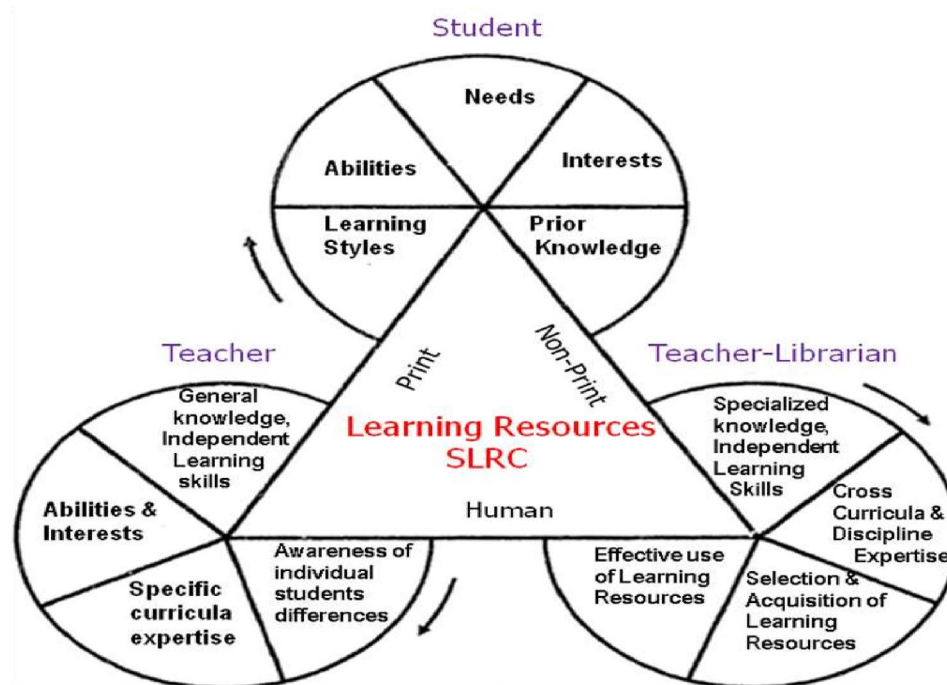 Student
Needs
Abilities
Interests
Learning
Styles
Prior
Knowledge
Print
Non-Print
Teacher
Teacher-Librarian
General
knowledge,
Independent
Learning
skills
Abilities &
Interests
Specific
curricula
expertise
Awareness of
individual
students
differences
Learning Resources
SLRC
Human
Specialized
knowledge,
Independent
Learning
Skills
Cross
Curricula &
Discipline
Expertise
Effective use
of Learning
Resources
Selection &
Acquisition of
Learning
Resources